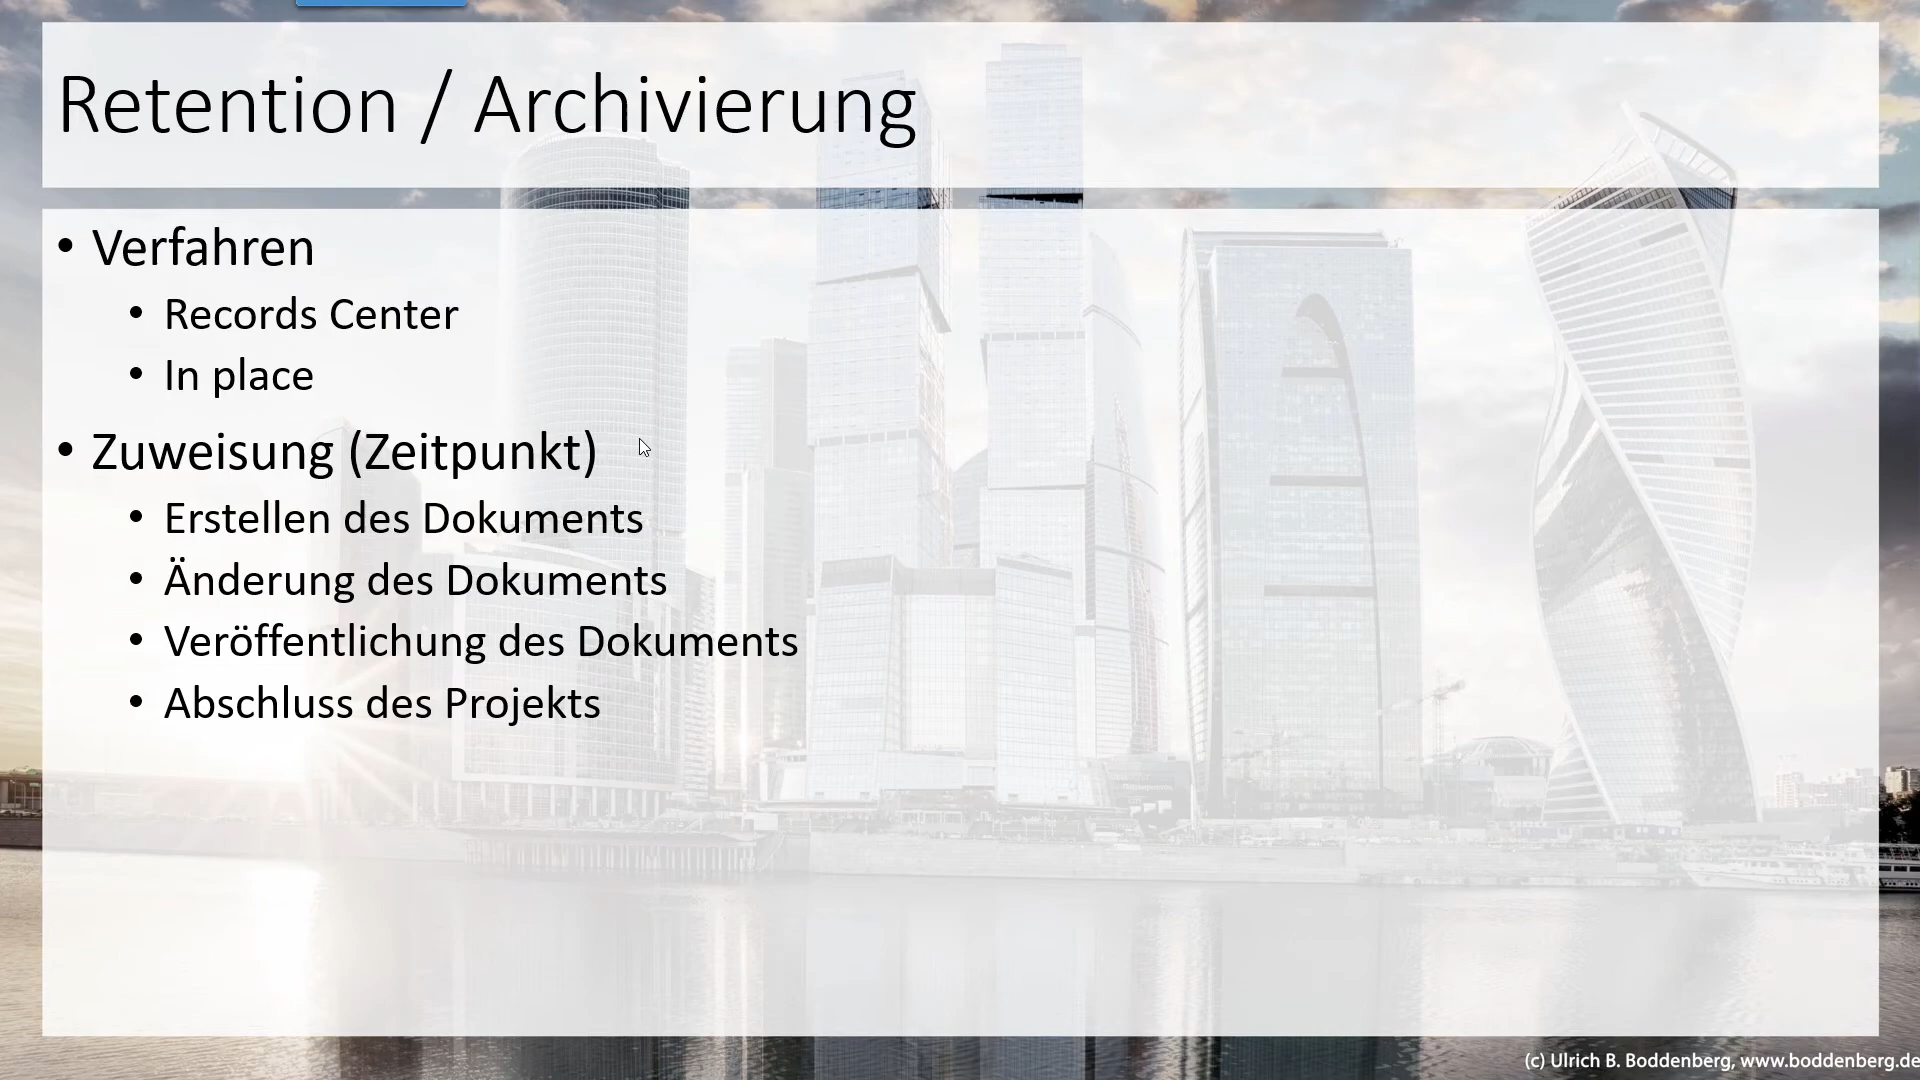 Retention / Archivierung
• Verfahren
• Records Center
• In place
• Zuweisung (Zeitpunkt)
• Erstellen des Dokuments
• Änderung des Dokuments
• Veröffentlichung des Dokuments
• Abschluss des Projekts
(c) Ulrich B. Boddenberg, www.boddenberg.de